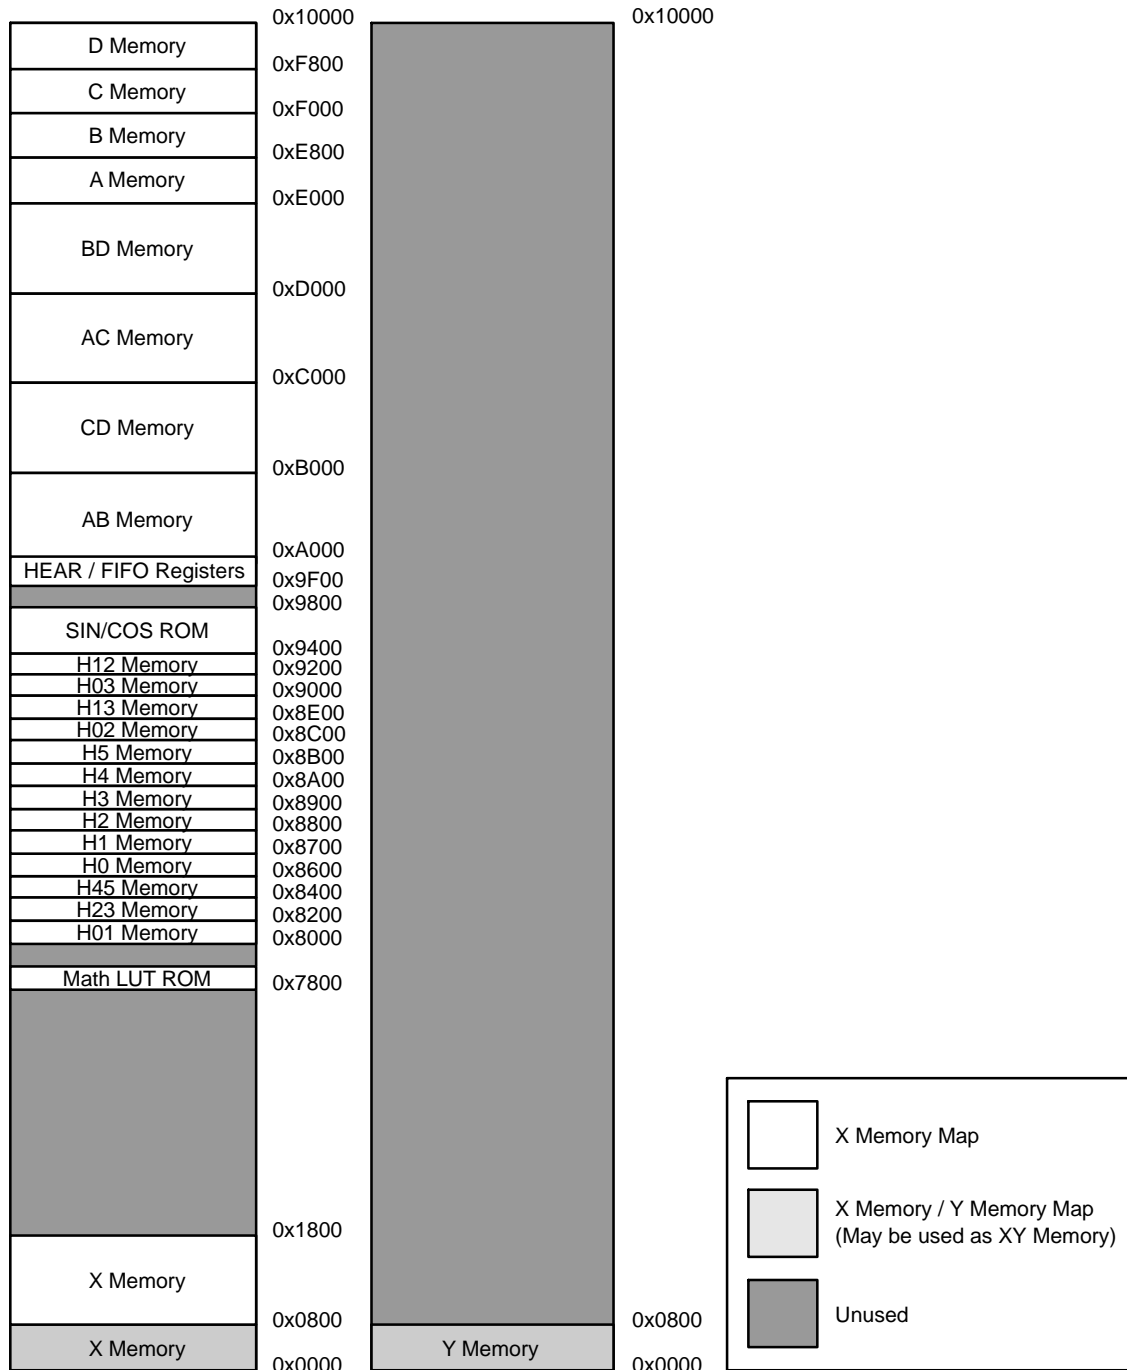 0x10000
D Memory
0xF800
C Memory
0xF000
B Memory
0xE800
A Memory
0xE000
BD Memory
0xD000
AC Memory
0xC000
CD Memory
0xB000
AB Memory
0xA000
HEAR / FIFO Registers
0x9F00
0x9800
SIN/COS ROM
0x9400
H12 Memory
0x9200
H03 Memory
0x9000
H13 Memory
0x8E00
H02 Memory
0x8C00
H5 Memory
0x8B00
H4 Memory
0x8A00
H3 Memory
0x8900
H2 Memory
0x8800
H1 Memory
0x8700
H0 Memory
0x8600
H45 Memory
0x8400
H23 Memory
0x8200
H01 Memory
0x8000
Math LUT ROM
0x7800
0x1800
X Memory
0x0800
X Memory
0x0000
0x10000
0x0800
Y Memory
0x0000
X Memory Map
X Memory / Y Memory Map
(May be used as XY Memory)
Unused